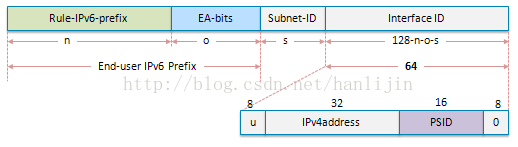 Rule-IPv6-prefix EA-bits Subnet-ID Interface ID
n o s 128-n-o-s
End-user IPv6 Prefix 64
http://blog.csdn.net/hanlijin
8 32 16 8
u IPv4address PSID 0